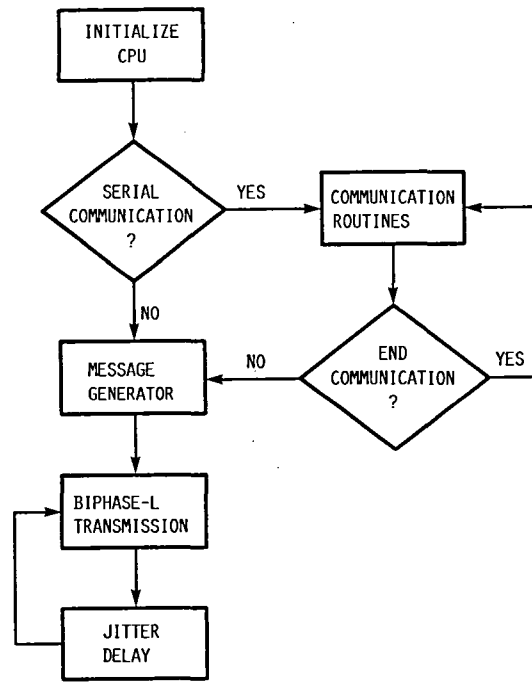 INITIALIZE
CPU
SERIAL
COMMUNICATION
?
YES
COMMUNICATION
ROUTINES
NO
MESSAGE
GENERATOR
NO
END
COMMUNICATION
?
YES
BIPHASE-L
TRANSMISSION
JITTER
DELAY